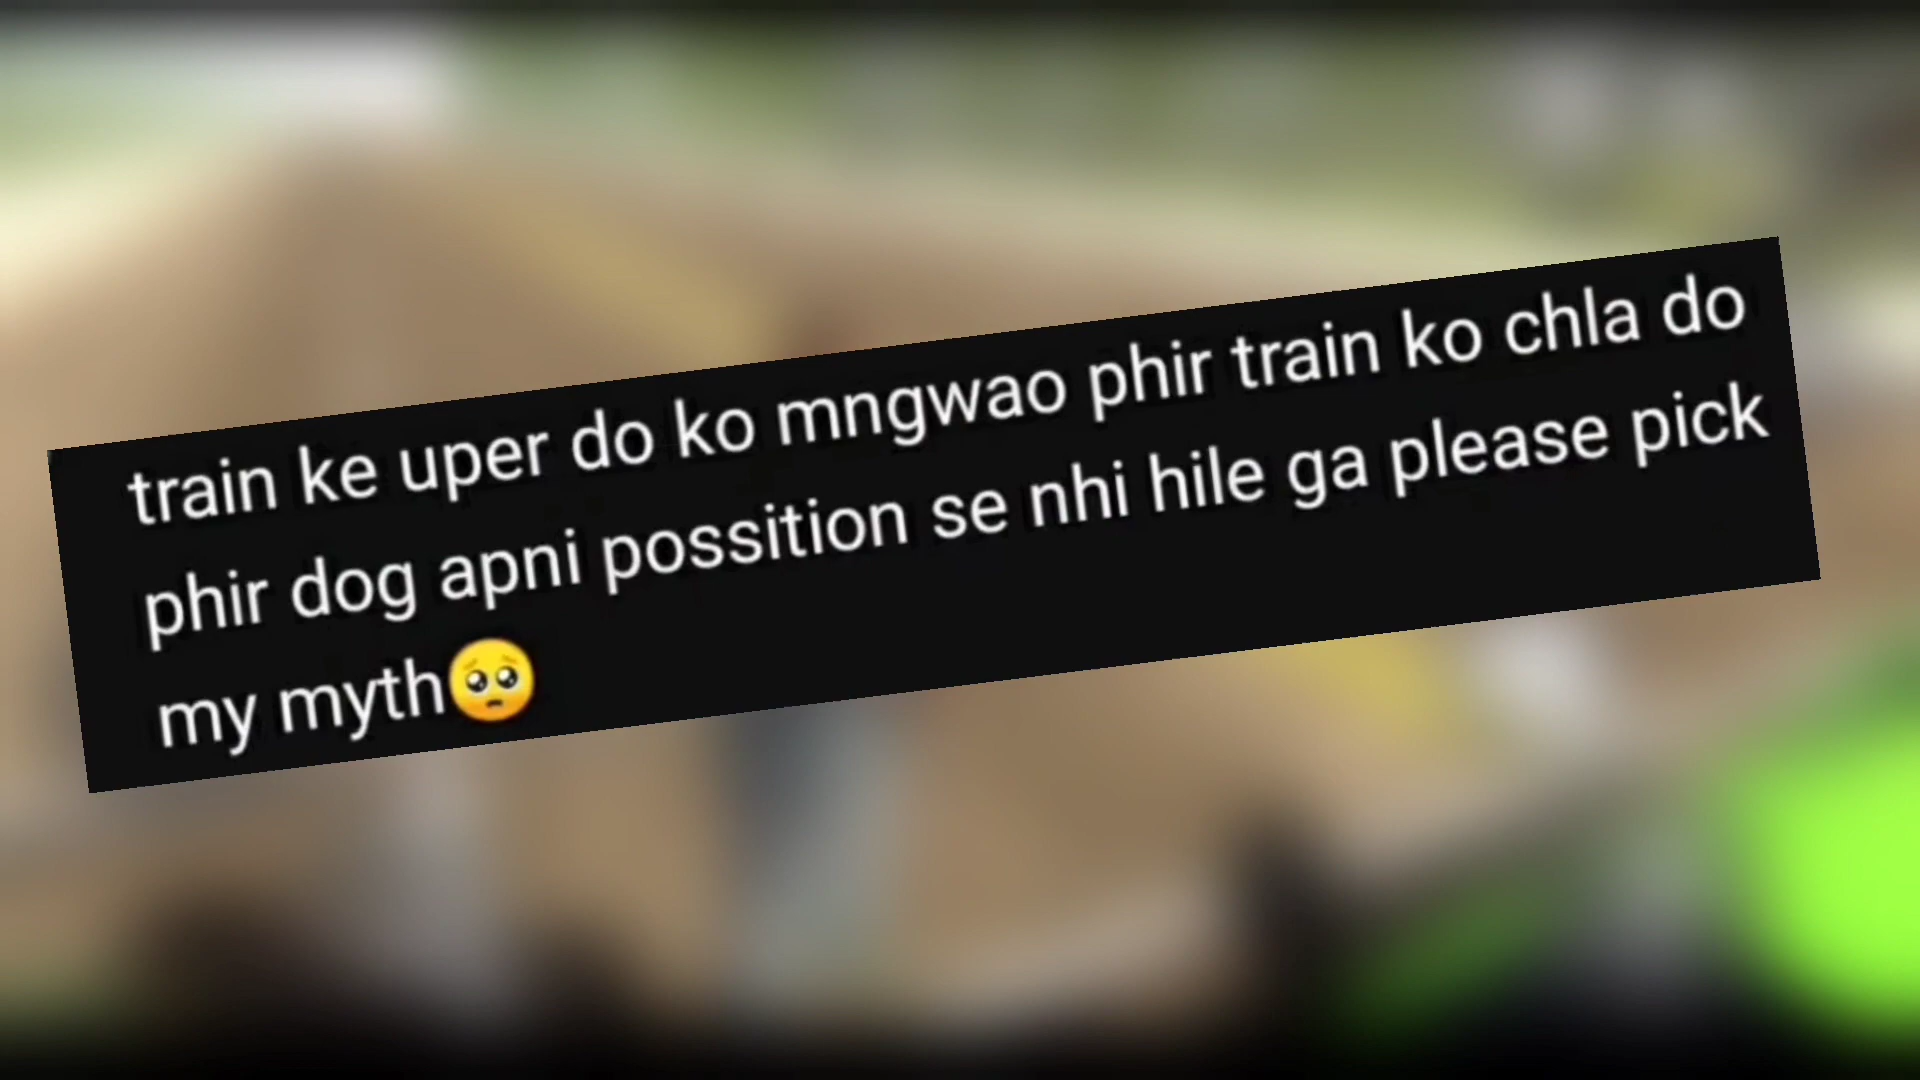 train ke uper do ko mngwao phir train ko chla do
phir dog apni possition se nhi hile ga please pick
my myth🥺